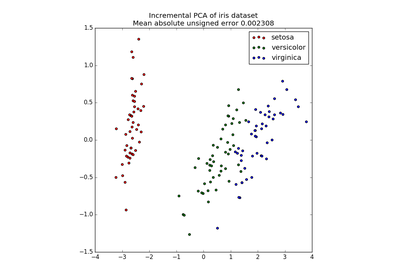 Incremental PCA of iris dataset
Mean absolute unsigned error 0.002308
1.5
setosa
versicolor
virginica
1.0
0.5
0.0
−0.5
−1.0
−1.5
−4 −3 −2 −1 0 1 2 3 4